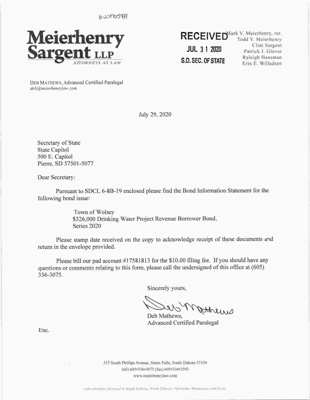 Meierhenry
Sargent LLP
ATTORNEYS AT LAW
RECEIVED
JUL 31 2020
S.D. SEC. OF STATE
Mark V. Meierhenry, ret.
Todd V. Meierhenry
Clint Sargent
Patrick J. Glover
Raleigh Hansman
Erin E. Willadsen
DEB MATHEWS, Advanced Certified Paralegal
deb@meierhenrylaw.com
July 29, 2020
Secretary of State
State Capitol
500 E. Capitol
Pierre, SD 57501-5077
Dear Secretary:
Pursuant to SDCL 6-8B-19 enclosed please find the Bond Information Statement for the
following bond issue:
Town of Wolsey
$326,000 Drinking Water Project Revenue Borrower Bond,
Series 2020
Please stamp date received on the copy to acknowledge receipt of these documents and
return in the envelope provided.
Please bill our pad account #17581813 for the $10.00 filing fee. If you should have any
questions or comments relating to this form, please call the undersigned of this office at (605)
336-3075.
Sincerely yours,
Deb Mathews
Deb Mathews,
Advanced Certified Paralegal
Enc.
315 South Phillips Avenue, Sioux Falls, South Dakota 57104
(tel) 605•336•3075 (fax) 605•336•2593
www.meierhenrylaw.com